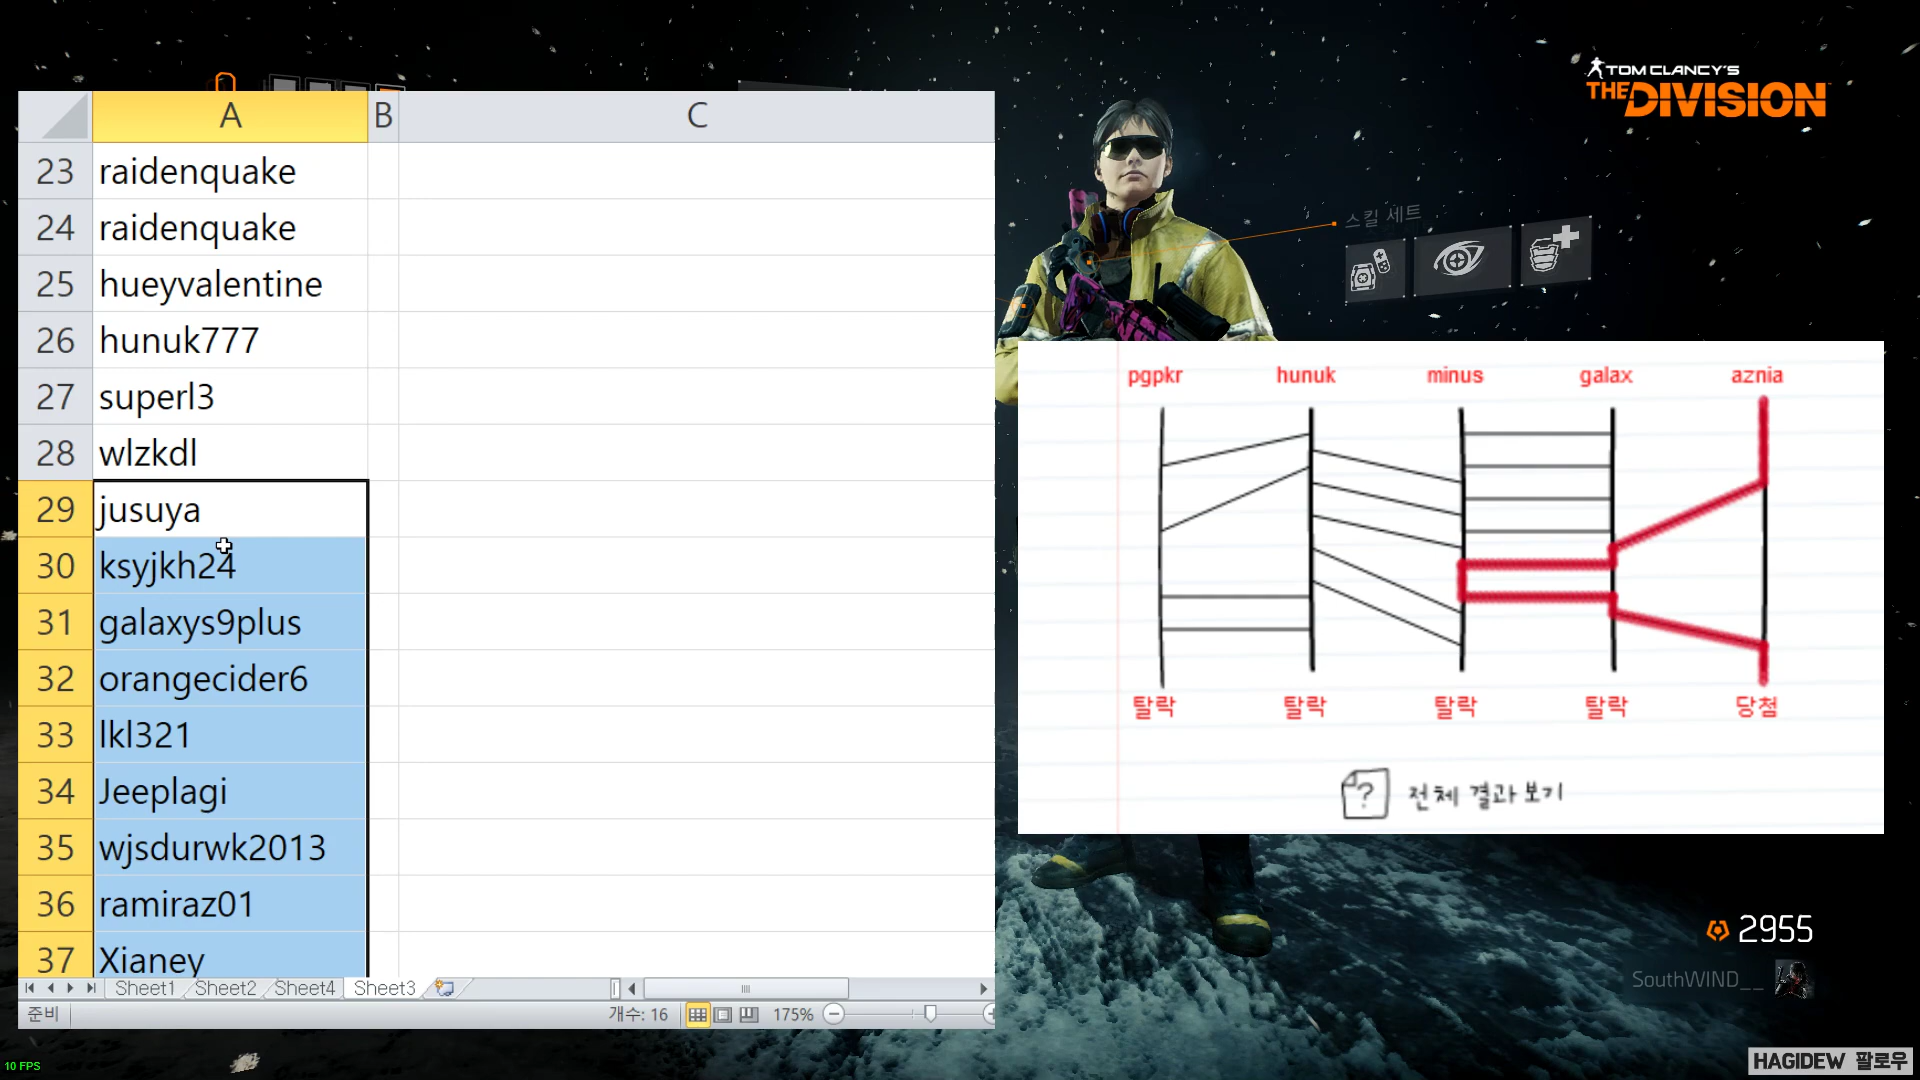 TOM CLANCY'S
THE DIVISION
A B C
23 raidenquake
24 raidenquake
25 hueyvalentine
26 hunuk777
27 superl3
28 wlzkdl
29 jusuya
30 ksyjkh24
31 galaxys9plus
32 orangecider6
33 lkl321
34 Jeeplagi
35 wjsdurwk2013
36 ramiraz01
37 Xianey
Sheet1 Sheet2 Sheet4 Sheet3
준비 개수: 16 175%
스킬 세트
pgpkr hunuk minus galax aznia
탈락 탈락 탈락 탈락 당첨
? 전체 결과 보기
2955
SouthWIND__
10 FPS
HAGIDEW 팔로우